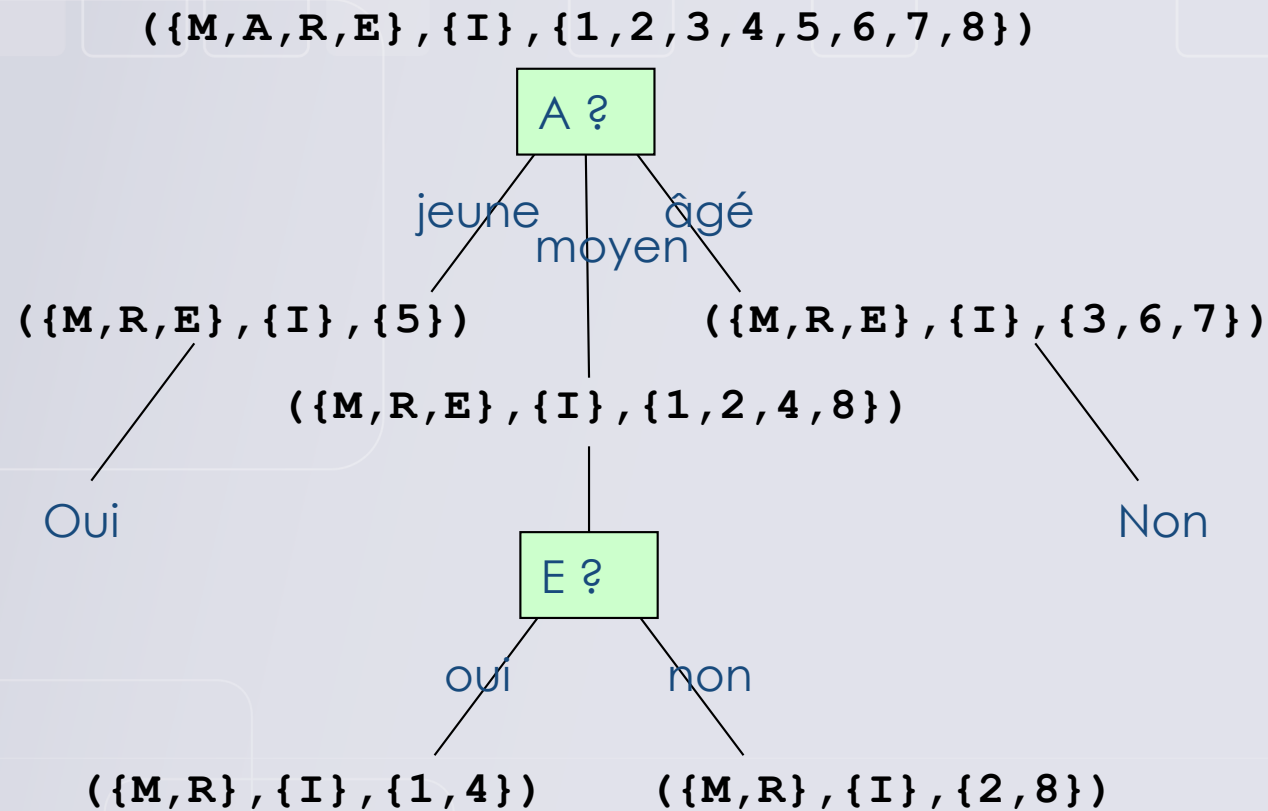 ({M,A,R,E},{I},{1,2,3,4,5,6,7,8})
A ?
jeune
moyen
âgé
({M,R,E},{I},{5})
({M,R,E},{I},{3,6,7})
({M,R,E},{I},{1,2,4,8})
Oui
Non
E ?
oui
non
({M,R},{I},{1,4})
({M,R},{I},{2,8})